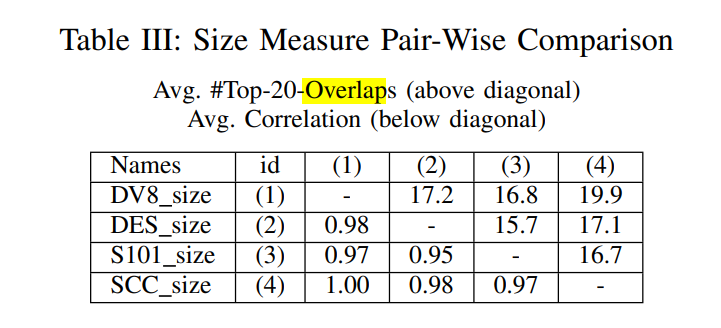 Table III: Size Measure Pair-Wise Comparison
Avg. #Top-20-Overlaps (above diagonal)
Avg. Correlation (below diagonal)
Names id (1) (2) (3) (4)
DV8_size (1) - 17.2 16.8 19.9
DES_size (2) 0.98 - 15.7 17.1
S101_size (3) 0.97 0.95 - 16.7
SCC_size (4) 1.00 0.98 0.97 -